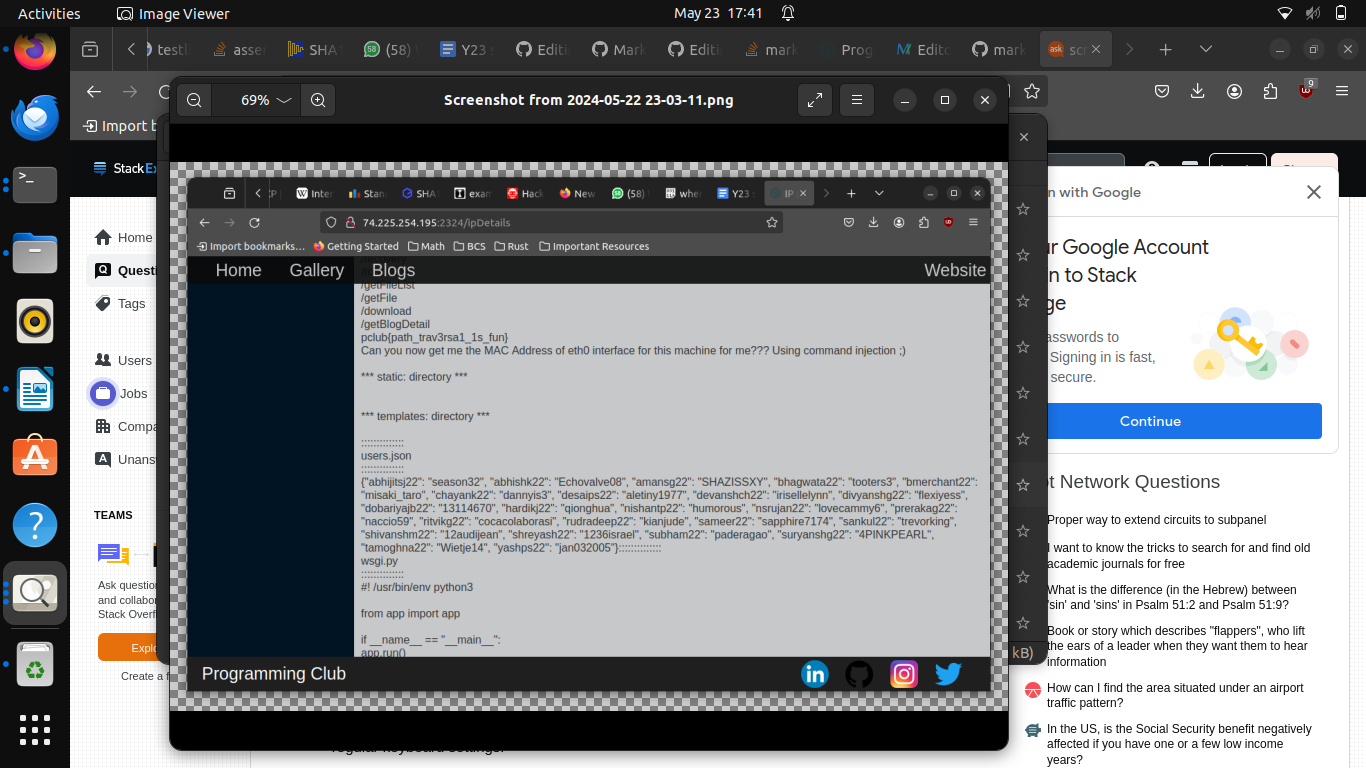 Activities
Image Viewer
May 23 17:41
testl
asser
SHA
(58)
Y23 s
Editin
Mark
Editin
mark
Prog
Edito
mark
scr
Import b
69%
Screenshot from 2024-05-22 23-03-11.png
9
StackEx
Home
Questi
Tags
Users
Jobs
Compa
Unans
TEAMS
Ask question
and collabor
Stack Overfl
Explo
Create a f
Inter
Stan
SHA
exam
Hack
New
(58)
wher
Y23 s
IP
74.225.254.195:2324/ipDetails
Import bookmarks...
Getting Started
Math
BCS
Rust
Important Resources
Home
Gallery
Blogs
Website
/getFileList
/getFile
/download
/getBlogDetail
pclub{path_trav3rsa1_1s_fun}
Can you now get me the MAC Address of eth0 interface for this machine for me??? Using command injection ;)
*** static: directory ***
*** templates: directory ***
::::::::::::::
users.json
::::::::::::::
{"abhijitsj22": "season32", "abhishk22": "Echovalve08", "amansg22": "SHAZISSXY", "bhagwata22": "tooters3", "bmerchant22":
"misaki_taro", "chayank22": "dannyis3", "desaips22": "aletiny1977", "devanshch22": "irisellelynn", "divyanshg22": "flexiyess",
"dobariyajb22": "13114670", "hardikj22": "qionghua", "nishantp22": "humorous", "nsrujan22": "lovecammy6", "prerakag22":
"naccio59", "ritvikg22": "cocacolaborasi", "rudradeep22": "kianjude", "sameer22": "sapphire7174", "sankul22": "trevorking",
"shivanshm22": "12audijean", "shreyash22": "1236israel", "subham22": "paderagao", "suryanshg22": "4PINKPEARL",
"tamoghna22": "Wietje14", "yashps22": "jan032005"}::::::::::::::
wsgi.py
::::::::::::::
#! /usr/bin/env python3
from app import app
if __name__ == "__main__":
app.run()
Programming Club
kB)
n with Google
ur Google Account
n to Stack
ge
asswords to
Signing in is fast,
secure.
Continue
ot Network Questions
Proper way to extend circuits to subpanel
I want to know the tricks to search for and find old
academic journals for free
What is the difference (in the Hebrew) between
'sin' and 'sins' in Psalm 51:2 and Psalm 51:9?
Book or story which describes "flappers", who lift
the ears of a leader when they want them to hear
information
How can I find the area situated under an airport
traffic pattern?
In the US, is the Social Security benefit negatively
affected if you have one or a few low income
years?
regular keyboard settings.